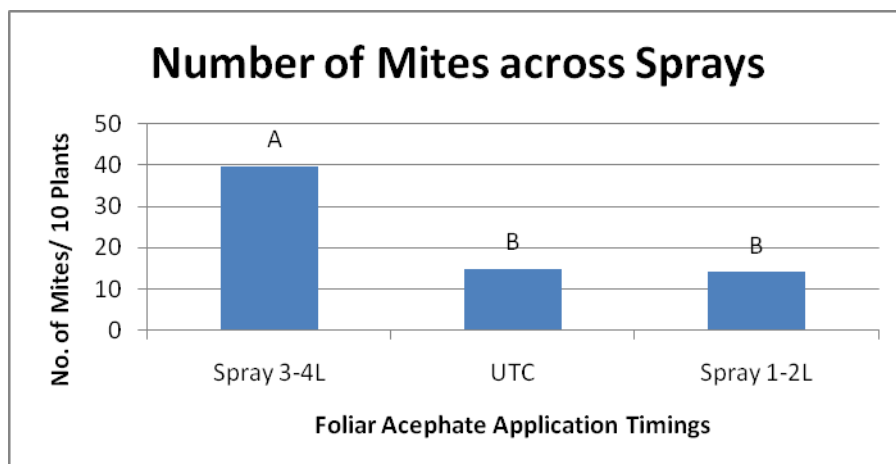 Number of Mites across Sprays
No. of Mites/ 10 Plants
50
40
30
20
10
0
A
B
B
Spray 3-4L
UTC
Spray 1-2L
Foliar Acephate Application Timings